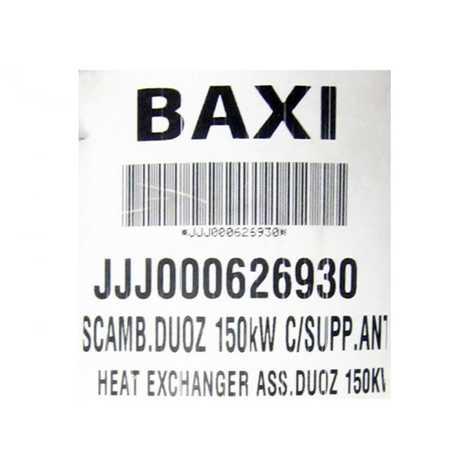 BAXI
*JJJ000626930*
JJJ000626930
SCAMB.DUOZ 150kW C/SUPP.ANT
HEAT EXCHANGER ASS.DUOZ 150KW